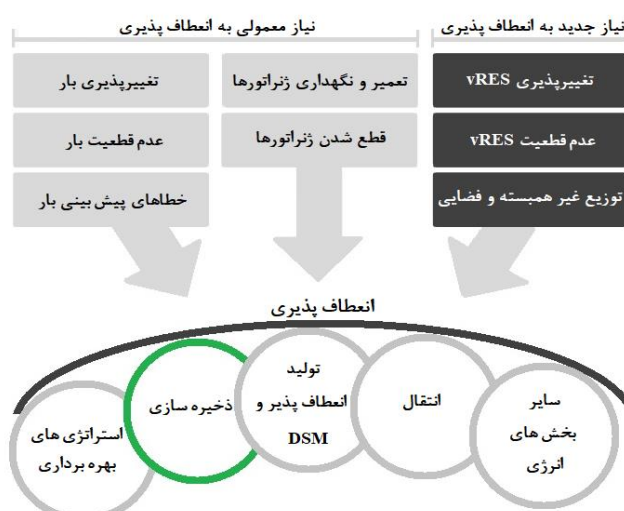 نیاز جدید به انعطاف پذیری
نیاز معمولی به انعطاف پذیری
تغییرپذیری vRES
تعمیر و نگهداری ژنراتورها
تغییرپذیری بار
عدم قطعیت vRES
قطع شدن ژنراتورها
عدم قطعیت بار
توزیع غیر همبسته و فضایی
خطاهای پیش بینی بار
انعطاف پذیری
سایر
بخش های
انرژی
انتقال
تولید
انعطاف پذیر و
DSM
ذخیره سازی
استراتژی های
بهره برداری